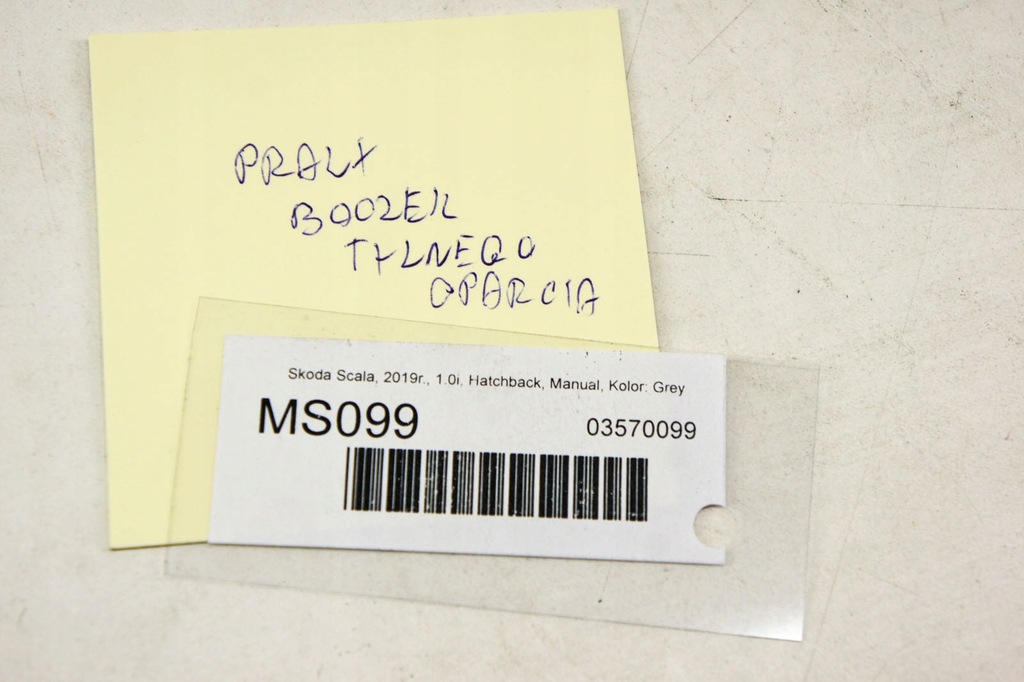 PRAWY
BOCZEK
TYLNEGO
OPARCIA
Skoda Scala, 2019r., 1.0i, Hatchback, Manual, Kolor: Grey
MS099
03570099